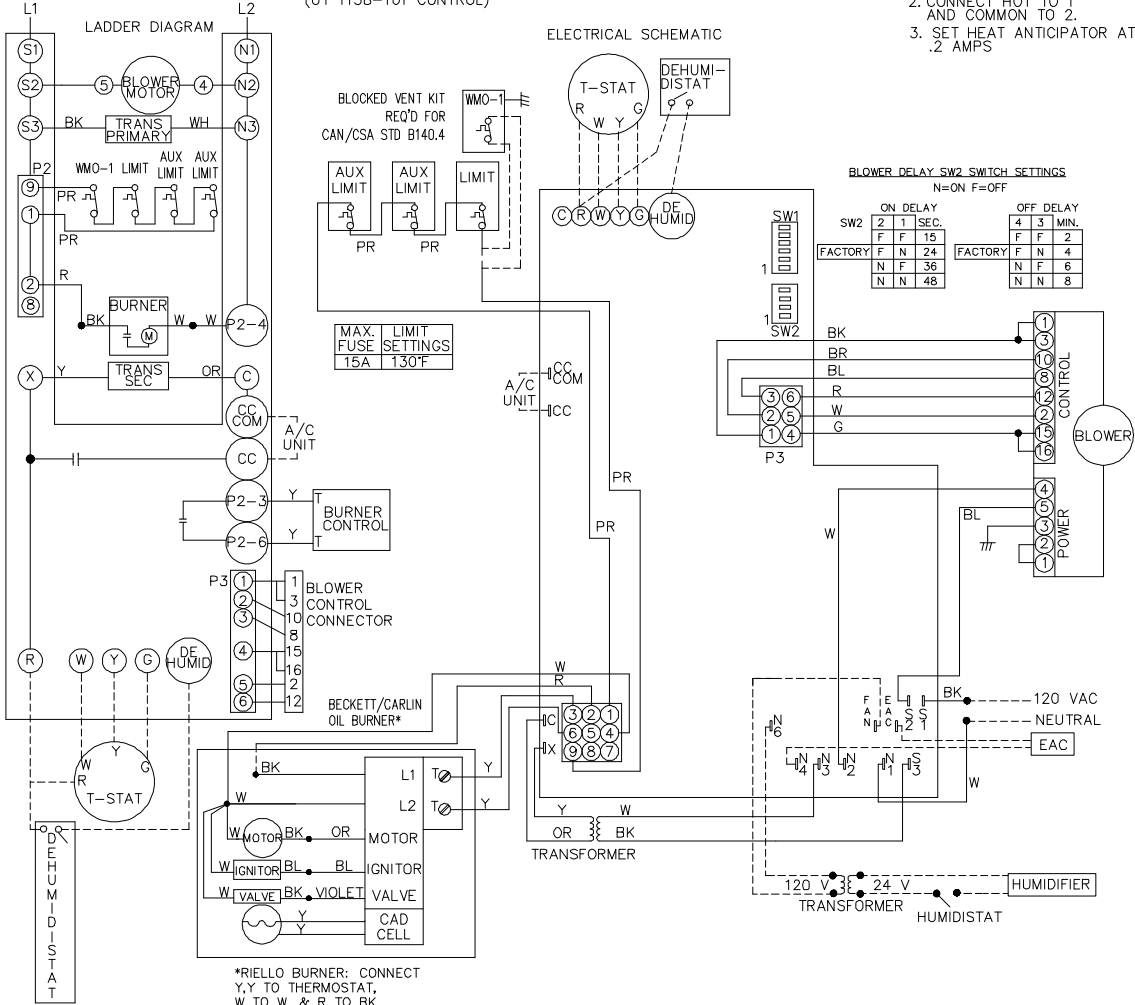 (UT 1158-101 CONTROL)
2. CONNECT HOT TO 1
AND COMMON TO 2.
3. SET HEAT ANTICIPATOR AT
.2 AMPS
L1
L2
LADDER DIAGRAM
S1
N1
S2
5
BLOWER
MOTOR
4
N2
S3
BK
TRANS
PRIMARY
WH
N3
P2
WMO-1
LIMIT
AUX
LIMIT
AUX
LIMIT
9
PR
1
PR
R
2
8
BURNER
BK
M
W
W
P2-4
X
Y
TRANS
SEC
OR
C
CC
COM
A/C
UNIT
CC
P2-3
Y
T
BURNER
CONTROL
P2-6
Y
T
P3
1
2
3
4
5
6
1
3
10
8
15
16
2
12
BLOWER
CONTROL
CONNECTOR
R
W
Y
G
DE
HUMID
W
Y
G
R
T-STAT
DEHUMIDISTAT
ELECTRICAL SCHEMATIC
BLOCKED VENT KIT
REQ'D FOR
CAN/CSA STD B140.4
WMO-1
T-STAT
R
W
Y
G
DEHUMI-
DISTAT
AUX
LIMIT
AUX
LIMIT
LIMIT
PR
PR
C
R
W
Y
G
DE
HUMID
SW1
1
1
SW2
MAX. FUSE LIMIT SETTINGS
15A 130°F
BLOWER DELAY SW2 SWITCH SETTINGS
N=ON F=OFF
ON DELAY
SW2 2 1 SEC.
F F 15
FACTORY F N 24
N F 36
N N 48
OFF DELAY
4 3 MIN.
F F 2
FACTORY F N 4
N F 6
N N 8
CC
COM
A/C
UNIT
CC
BK
BR
BL
R
W
G
3 6
2 5
1 4
P3
1
3
10
8
12
2
15
16
CONTROL
BLOWER
4
5
3
2
1
POWER
BL
W
PR
PR
W
R
3 2 1
6 5 4
9 8 7
C
X
Y
W
OR
BK
TRANSFORMER
BECKETT/CARLIN
OIL BURNER*
BK
L1
T
Y
W
L2
T
Y
W
MOTOR
BK
OR
MOTOR
W
IGNITOR
BL
BL
IGNITOR
W
VALVE
BK
VIOLET
VALVE
Y
Y
CAD
CELL
*RIELLO BURNER: CONNECT
Y,Y TO THERMOSTAT,
W TO W, & R TO BK
N6
FAN
EAC
S2
S1
BK
120 VAC
NEUTRAL
EAC
N4
N3
N2
N1
S3
W
120 V
24 V
TRANSFORMER
HUMIDISTAT
HUMIDIFIER